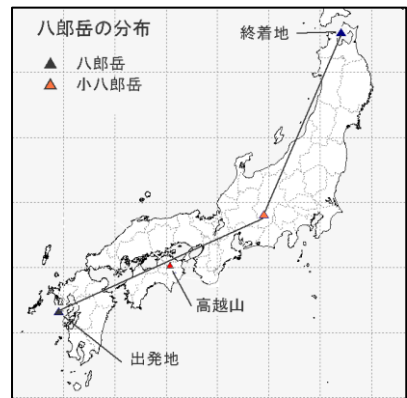 八郎岳の分布
八郎岳
小八郎岳
終着地
高越山
出発地